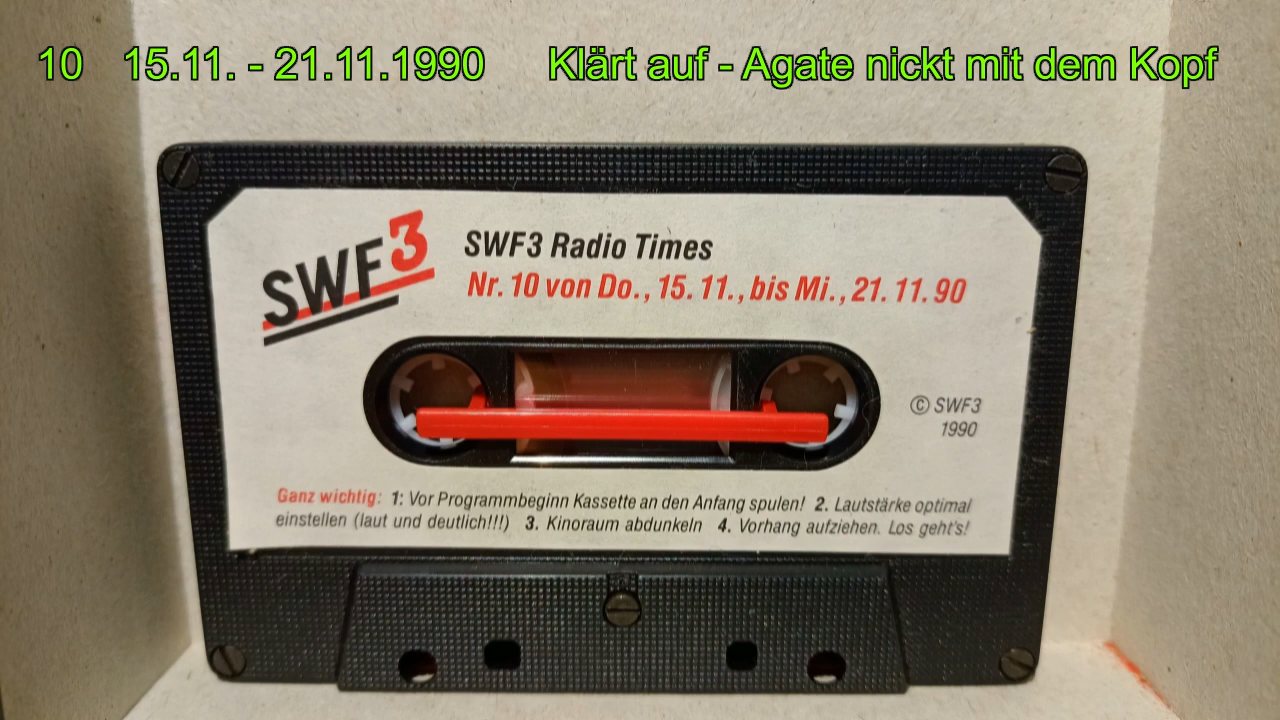 10 15.11. - 21.11.1990 Klärt auf - Agate nickt mit dem Kopf
SWF3
SWF3 Radio Times
Nr. 10 von Do., 15. 11., bis Mi., 21. 11. 90
© SWF3
1990
Ganz wichtig: 1: Vor Programmbeginn Kassette an den Anfang spulen! 2. Lautstärke optimal
einstellen (laut und deutlich!!!) 3. Kinoraum abdunkeln 4. Vorhang aufziehen. Los geht's!